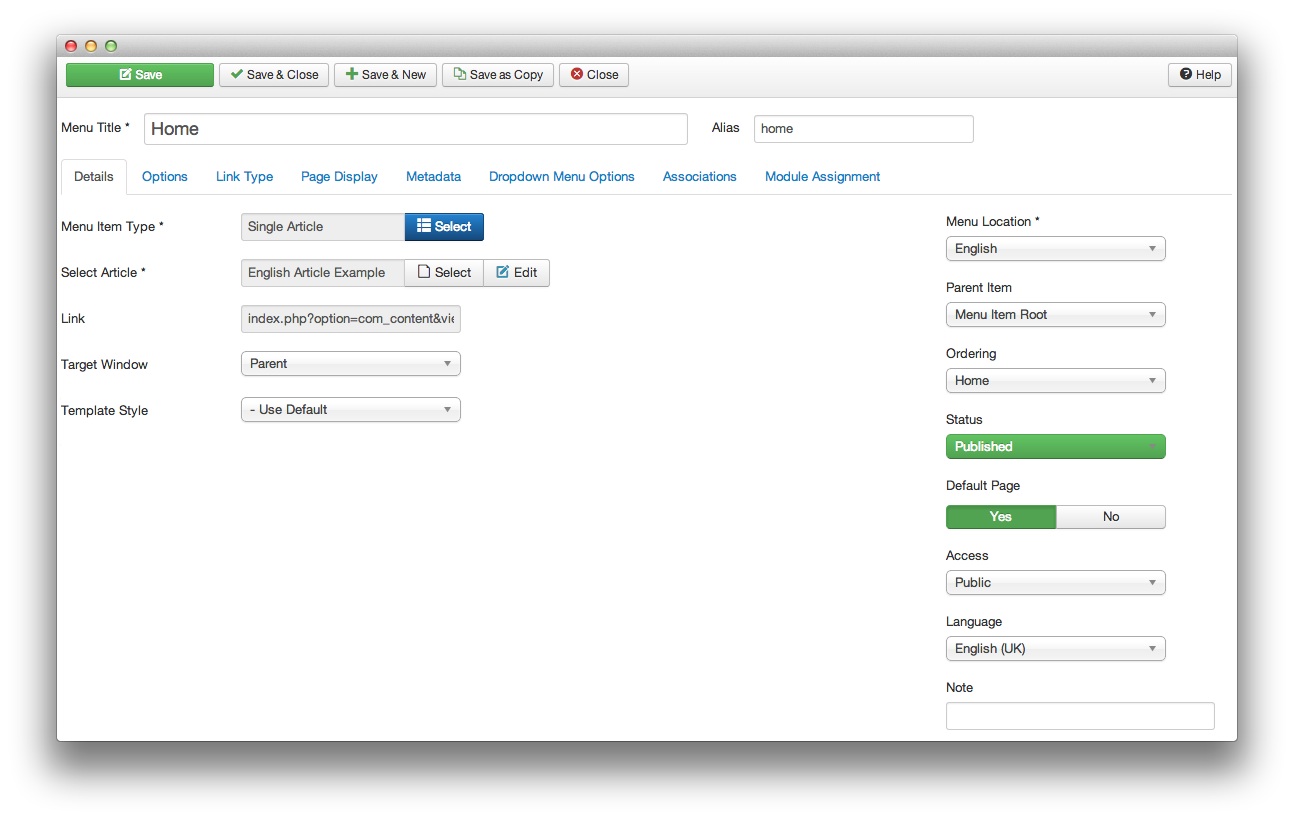 Save Save & Close Save & New Save as Copy Close Help
Menu Title * Home Alias home
Details Options Link Type Page Display Metadata Dropdown Menu Options Associations Module Assignment
Menu Item Type * Single Article Select
Select Article * English Article Example Select Edit
Link index.php?option=com_content&vie
Target Window Parent
Template Style - Use Default
Menu Location *
English
Parent Item
Menu Item Root
Ordering
Home
Status
Published
Default Page
Yes No
Access
Public
Language
English (UK)
Note